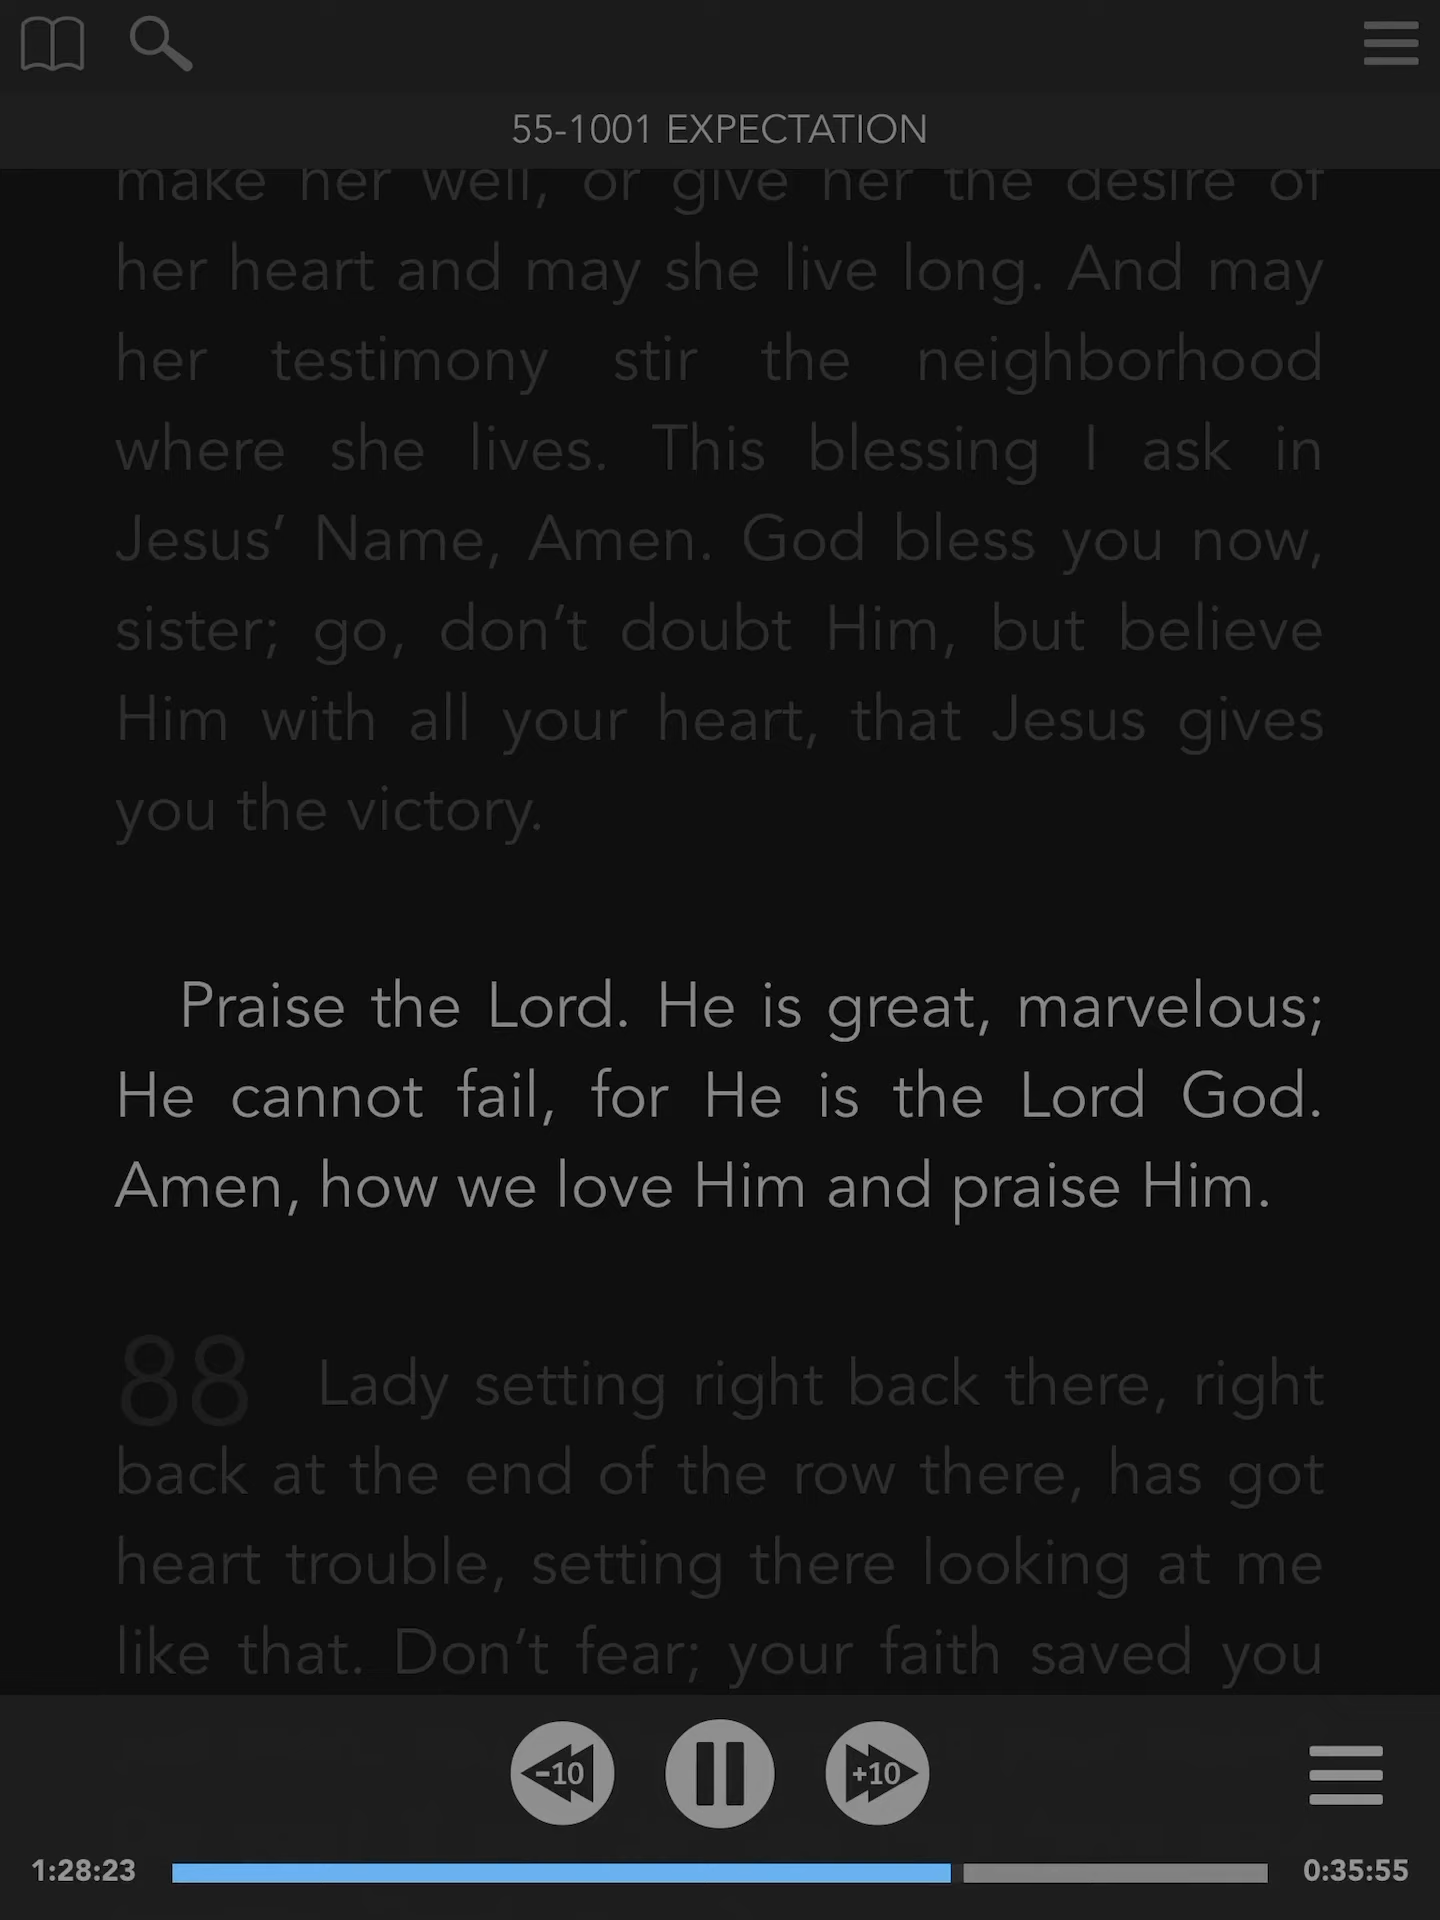 55-1001 EXPECTATION
make her well, or give her the desire of
her heart and may she live long. And may
her testimony stir the neighborhood
where she lives. This blessing I ask in
Jesus’ Name, Amen. God bless you now,
sister; go, don’t doubt Him, but believe
Him with all your heart, that Jesus gives
you the victory.
Praise the Lord. He is great, marvelous;
He cannot fail, for He is the Lord God.
Amen, how we love Him and praise Him.
88 Lady setting right back there, right
back at the end of the row there, has got
heart trouble, setting there looking at me
like that. Don’t fear; your faith saved you
-10 +10
1:28:23 0:35:55